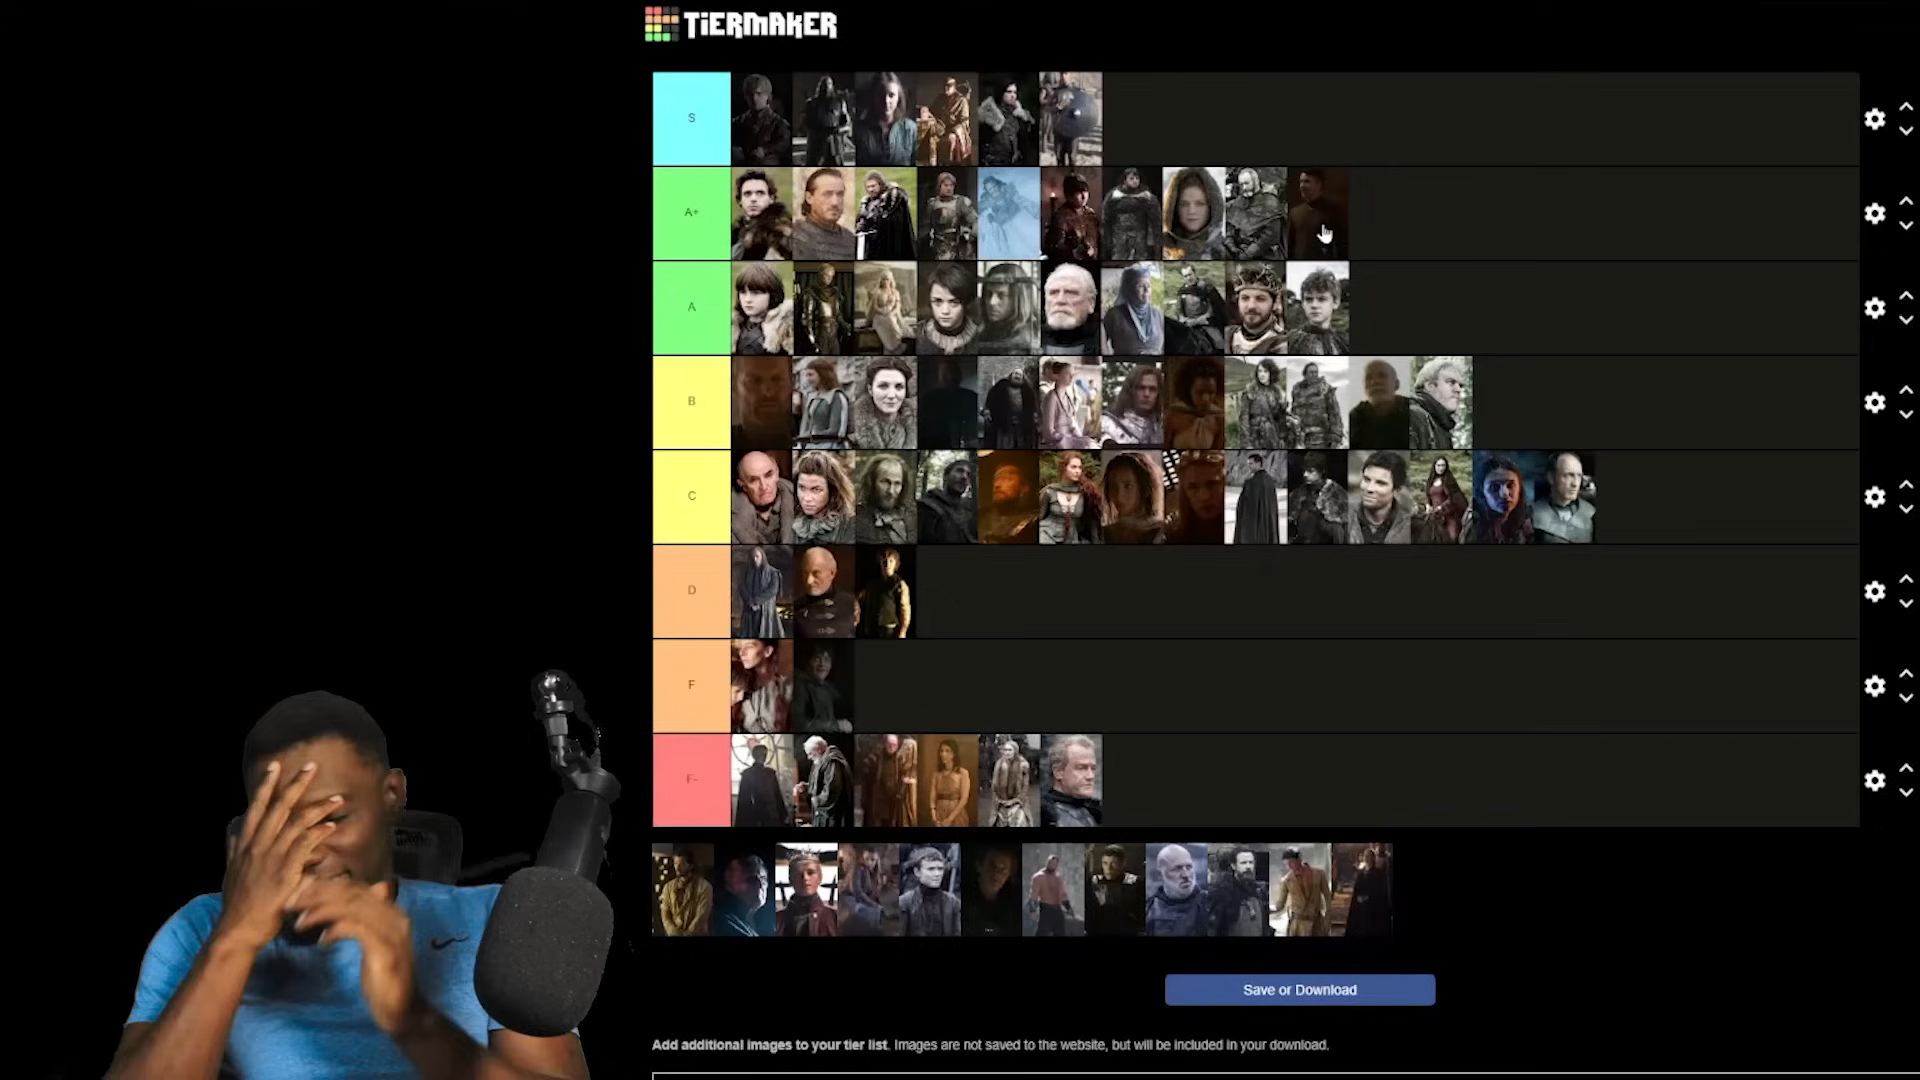 TiERMAKER
S
A+
A
B
C
D
F
F-
Save or Download
Add additional images to your tier list. Images are not saved to the website, but will be included in your download.